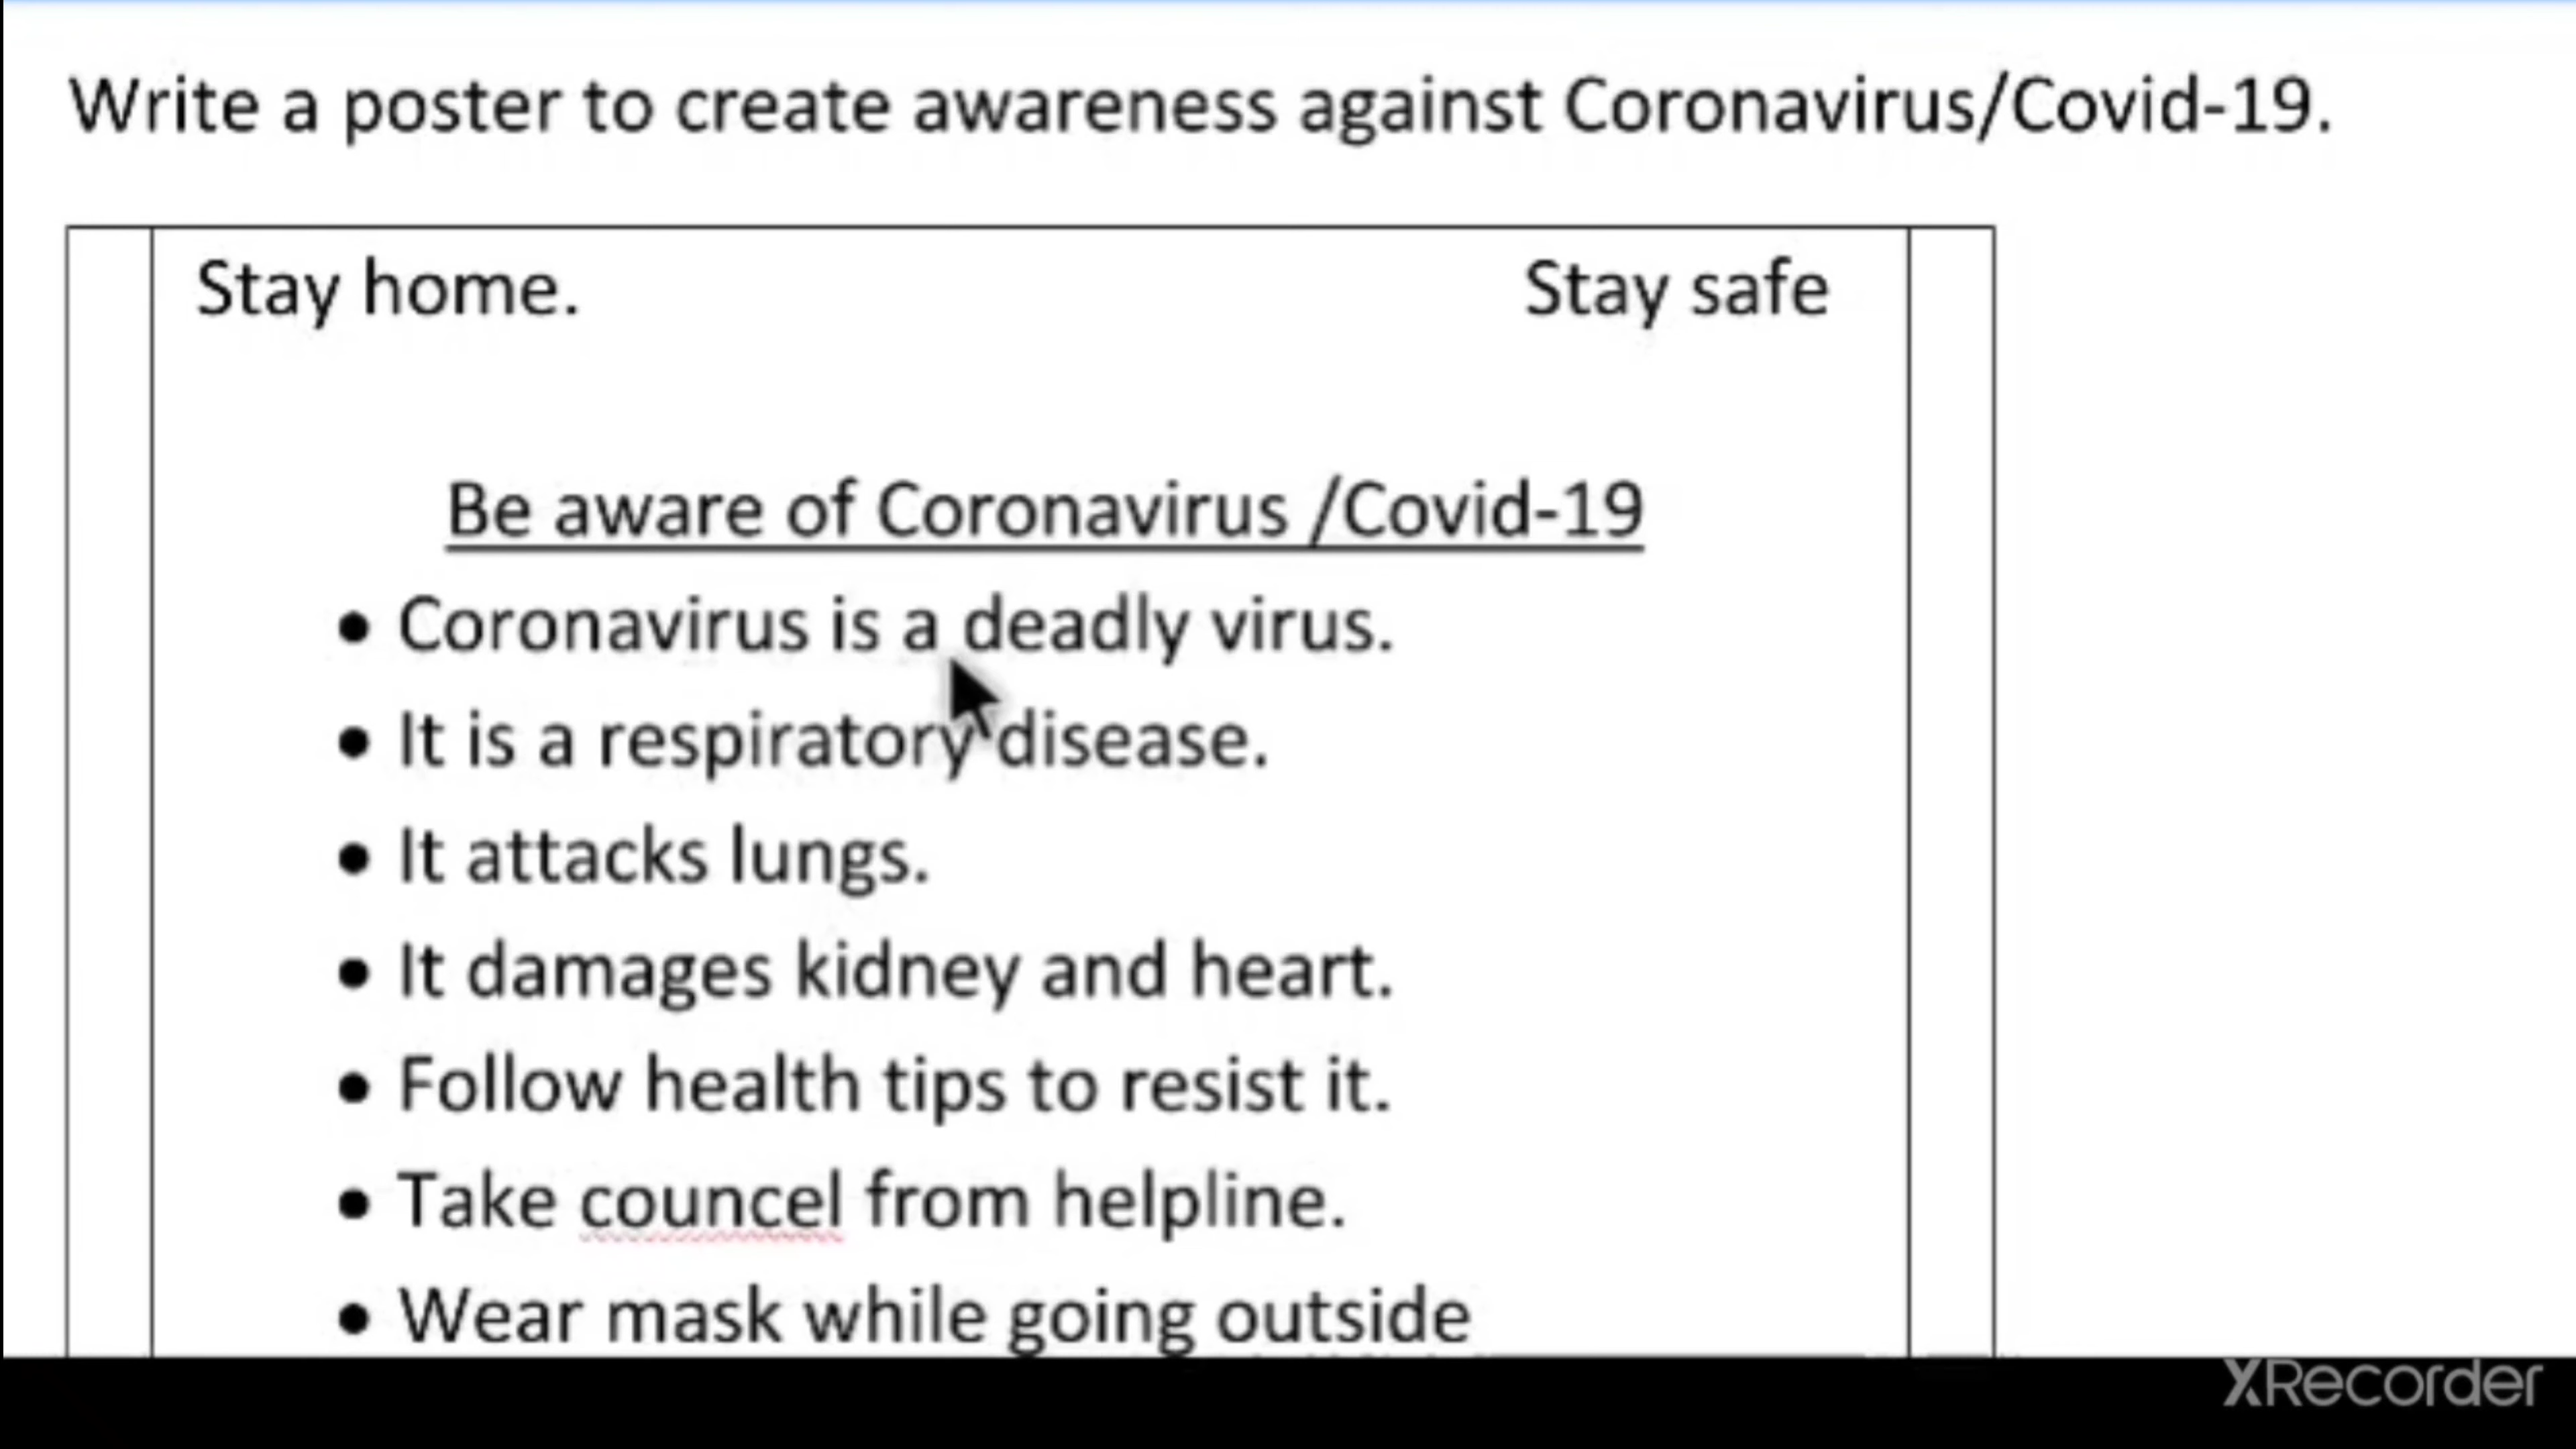 Write a poster to create awareness against Coronavirus/Covid-19.
Stay home. Stay safe
Be aware of Coronavirus /Covid-19
• Coronavirus is a deadly virus.
• It is a respiratory disease.
• It attacks lungs.
• It damages kidney and heart.
• Follow health tips to resist it.
• Take councel from helpline.
• Wear mask while going outside
XRecorder